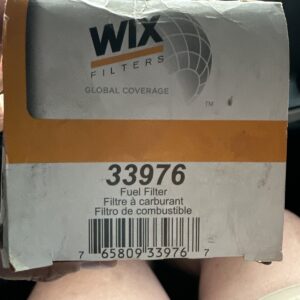 WIX
FILTERS
GLOBAL COVERAGE
TM
33976
Fuel Filter
Filtre à carburant
Filtro de combustible
7 65809 33976 7